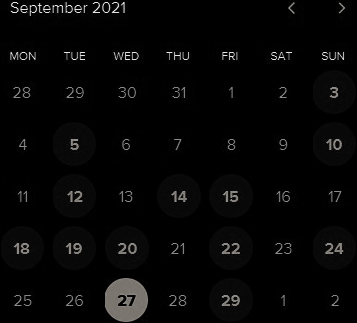 September 2021
MON TUE WED THU FRI SAT SUN
28 29 30 31 1 2 3
4 5 6 7 8 9 10
11 12 13 14 15 16 17
18 19 20 21 22 23 24
25 26 27 28 29 1 2